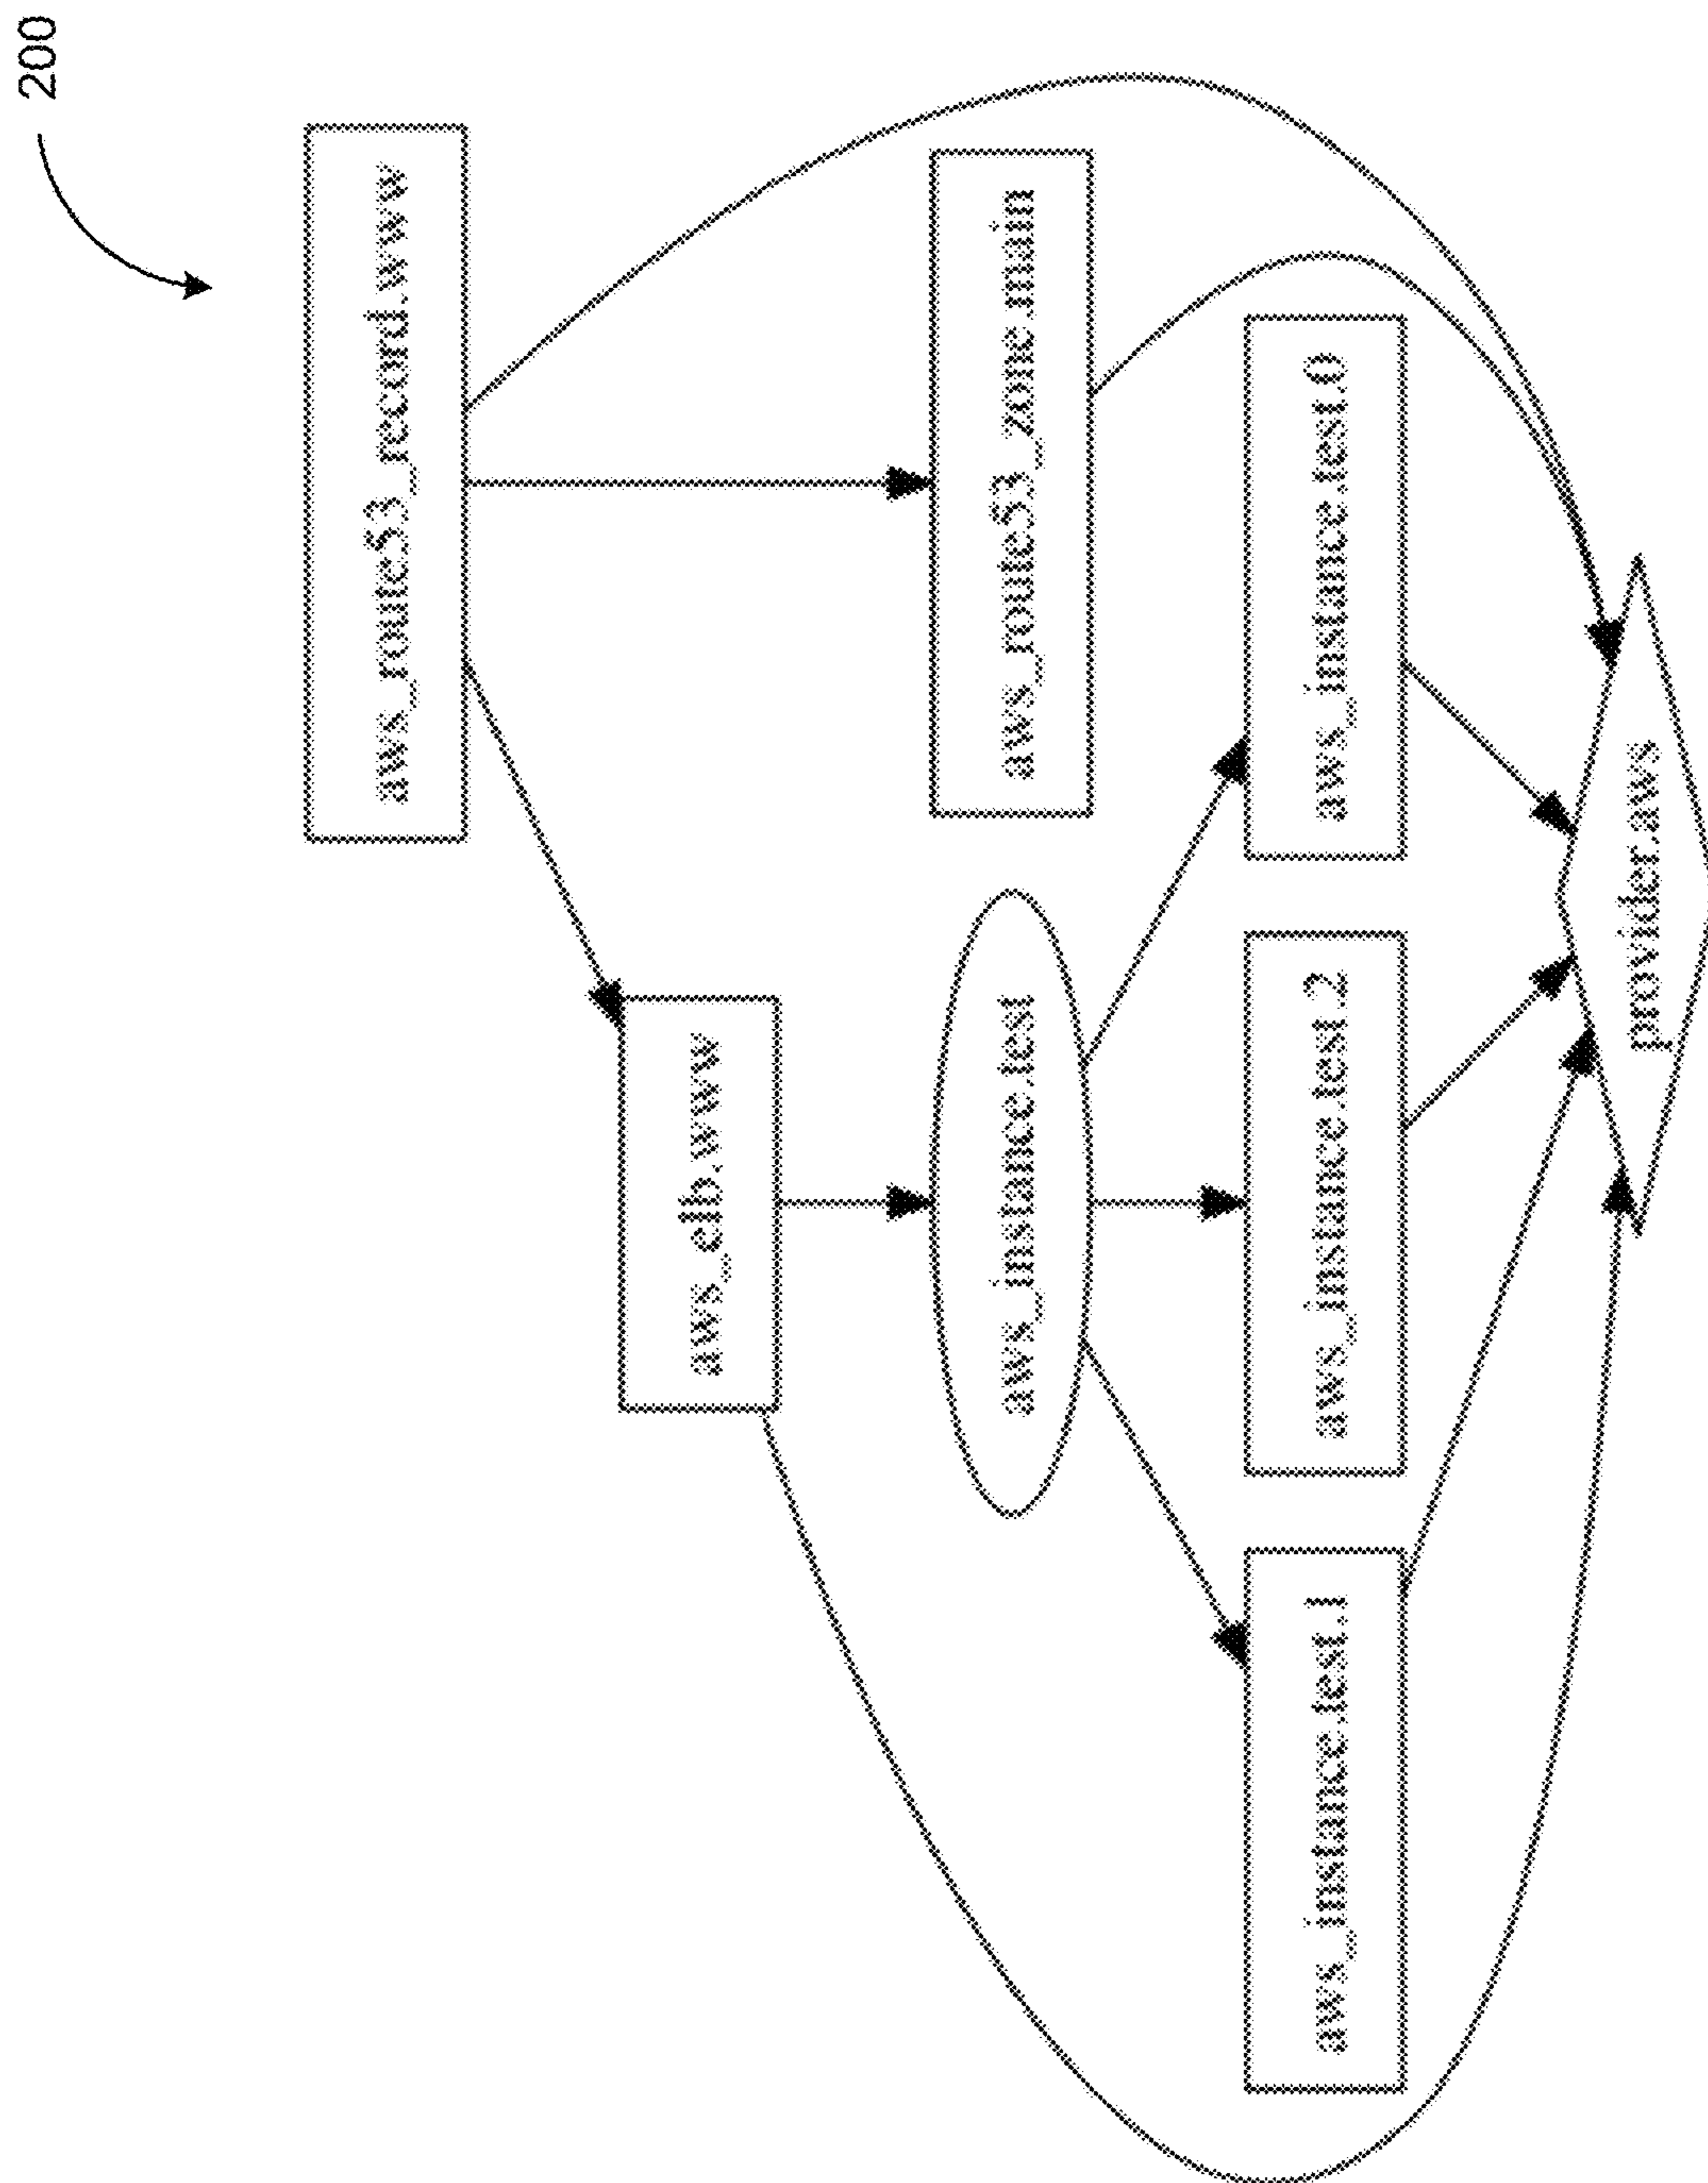 200
aws_route53_record.www
aws_elb.www
aws_route53_zone.main
aws_instance.test
aws_instance.test.1
aws_instance.test.2
aws_instance.test.0
provider.aws